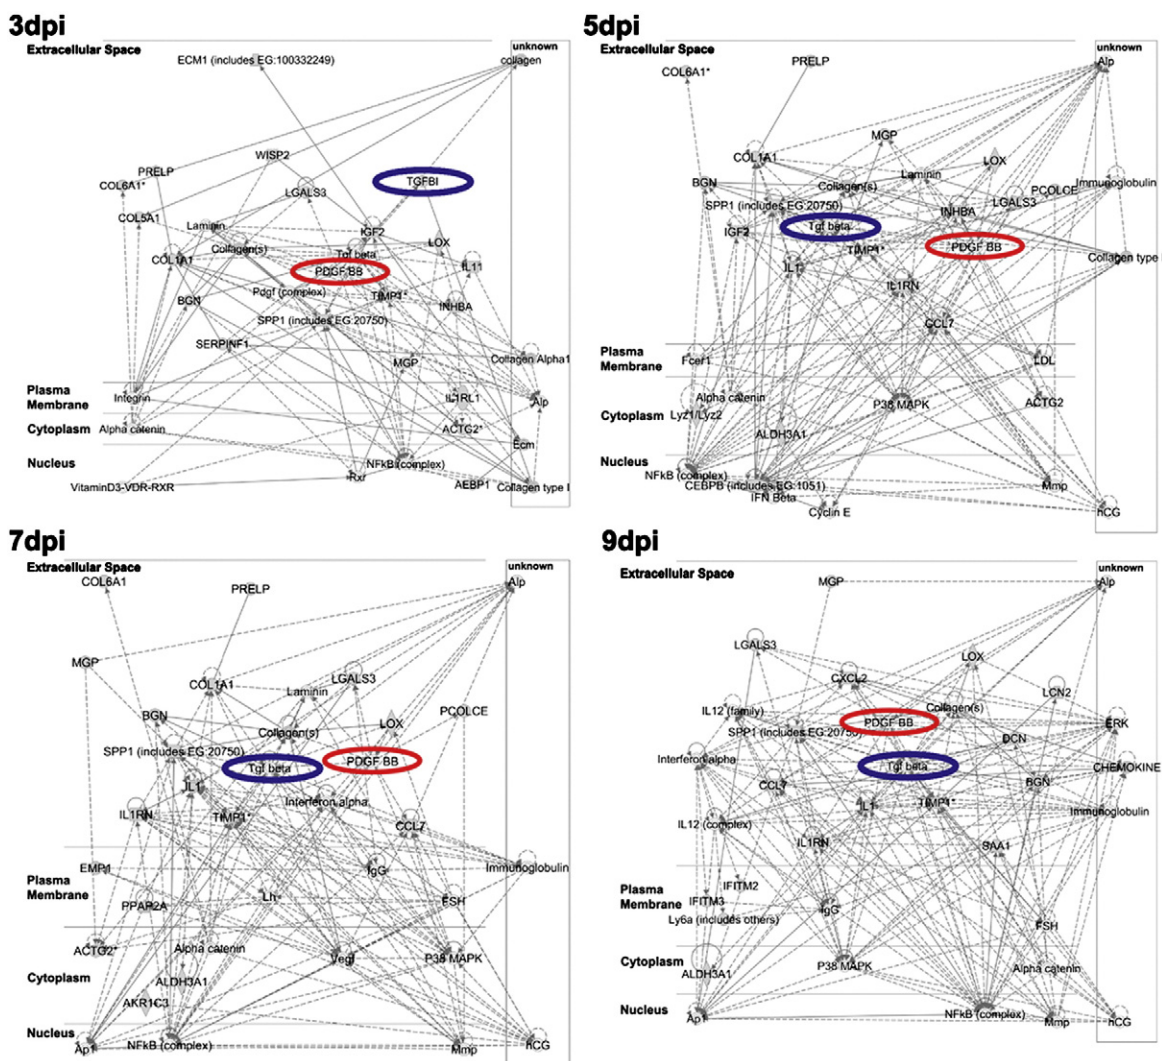 3dpi
Extracellular Space
unknown
ECM1 (includes EG:100332249)
collagen
WISP2
PRELP
TGFBI
COL6A1*
LGALS3
COL5A1
Laminin
IGF2
LOX
Collagen(s)
Tgf beta
COL1A1
IL11
PDGF BB
Pdgf (complex)
TIMP1*
BGN
INHBA
SPP1 (includes EG:20750)
SERPINF1
Collagen Alpha1
MGP
Plasma
Membrane
Integrin
IL1RL1
Alp
Cytoplasm
Alpha catenin
ACTG2*
Ecm
Nucleus
NFkB (complex)
Rxr
VitaminD3-VDR-RXR
AEBP1
Collagen type I
5dpi
Extracellular Space
unknown
COL6A1*
PRELP
Alp
MGP
COL1A1
LOX
Laminin
BGN
Collagen(s)
Immunoglobulin
PCOLCE
SPP1 (includes EG:20750)
LGALS3
INHBA
Tgf beta
IGF2
TIMP1*
PDGF BB
Collagen type
IL1
IL1RN
CCL7
Plasma
Membrane
Fcer1
LDL
Alpha catenin
P38 MAPK
ACTG2
Cytoplasm
Lyz1/Lyz2
ALDH3A1
Nucleus
NFkB (complex)
CEBPB (includes EG:1051)
Mmp
IFN Beta
Cyclin E
hCG
7dpi
Extracellular Space
unknown
COL6A1
PRELP
Alp
MGP
COL1A1
LGALS3
Laminin
BGN
PCOLCE
LOX
Collagen(s)
SPP1 (includes EG:20750)
Tgf beta
PDGF BB
IL1
Interferon alpha
IL1RN
TIMP1*
CCL7
EMP1
IgG
Immunoglobulin
Plasma
Membrane
Lh
FSH
PPAP2A
ACTG2*
Alpha catenin
Vegf
P38 MAPK
Cytoplasm
ALDH3A1
AKR1C3
Nucleus
Ap1
NFkB (complex)
Mmp
hCG
9dpi
Extracellular Space
unknown
MGP
Alp
LGALS3
LOX
CXCL2
LCN2
IL12 (family)
Collagen(s)
PDGF BB
ERK
SPP1 (includes EG:20750)
DCN
Interferon alpha
Tgf beta
CHEMOKINE
CCL7
BGN
IL1
TIMP1*
Immunoglobulin
IL12 (complex)
IL1RN
SAA1
IFITM2
Plasma
Membrane
IFITM3
IgG
Ly6a (includes others)
FSH
Cytoplasm
P38 MAPK
Alpha catenin
ALDH3A1
Nucleus
Ap1
NFkB (complex)
Mmp
hCG